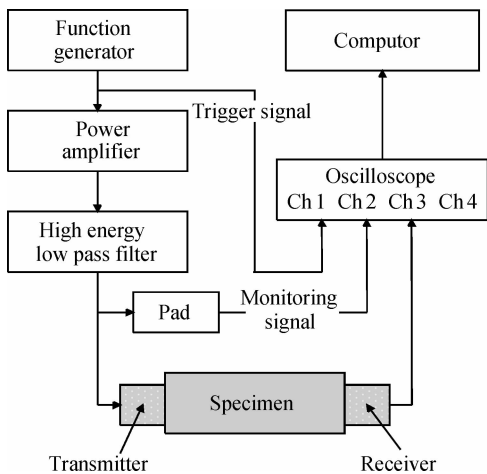 Function
generator
Computor
Trigger signal
Power
amplifier
Oscilloscope
Ch 1 Ch 2 Ch 3 Ch 4
High energy
low pass filter
Pad
Monitoring
signal
Specimen
Transmitter
Receiver